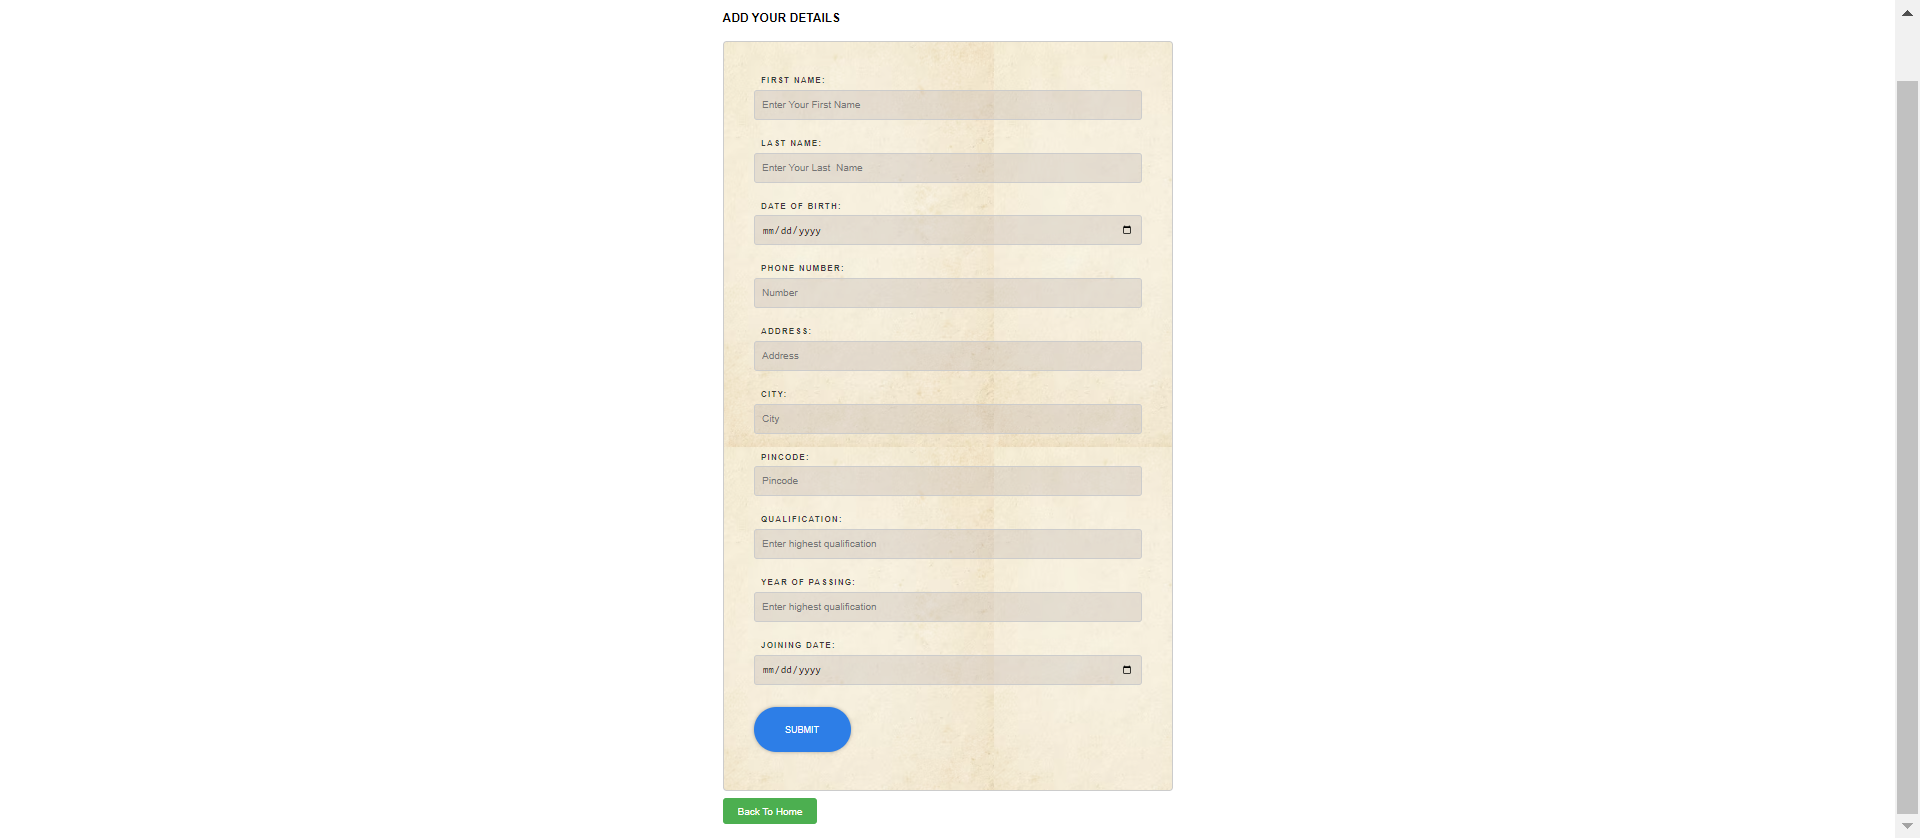 ADD YOUR DETAILS
FIRST NAME:
Enter Your First Name
LAST NAME:
Enter Your Last  Name
DATE OF BIRTH:
mm/dd/yyyy
PHONE NUMBER:
Number
ADDRESS:
Address
CITY:
City
PINCODE:
Pincode
QUALIFICATION:
Enter highest qualification
YEAR OF PASSING:
Enter highest qualification
JOINING DATE:
mm/dd/yyyy
SUBMIT
Back To Home